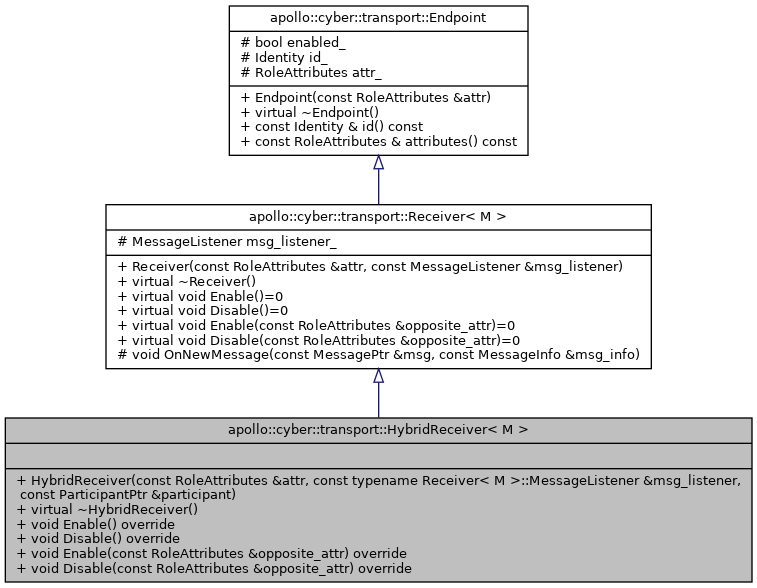 apollo::cyber::transport::Endpoint
# bool enabled_
# Identity id_
# RoleAttributes attr_
+ Endpoint(const RoleAttributes &attr)
+ virtual ~Endpoint()
+ const Identity & id() const
+ const RoleAttributes & attributes() const
apollo::cyber::transport::Receiver< M >
# MessageListener msg_listener_
+ Receiver(const RoleAttributes &attr, const MessageListener &msg_listener)
+ virtual ~Receiver()
+ virtual void Enable()=0
+ virtual void Disable()=0
+ virtual void Enable(const RoleAttributes &opposite_attr)=0
+ virtual void Disable(const RoleAttributes &opposite_attr)=0
# void OnNewMessage(const MessagePtr &msg, const MessageInfo &msg_info)
apollo::cyber::transport::HybridReceiver< M >
+ HybridReceiver(const RoleAttributes &attr, const typename Receiver< M >::MessageListener &msg_listener,
const ParticipantPtr &participant)
+ virtual ~HybridReceiver()
+ void Enable() override
+ void Disable() override
+ void Enable(const RoleAttributes &opposite_attr) override
+ void Disable(const RoleAttributes &opposite_attr) override